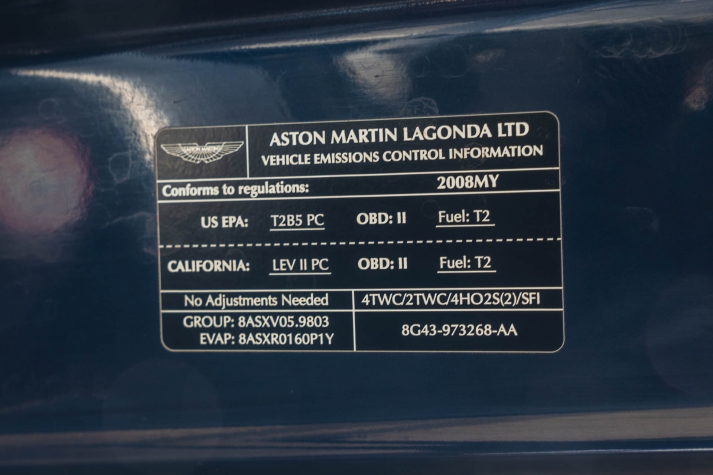 ASTON MARTIN
ASTON MARTIN LAGONDA LTD
VEHICLE EMISSIONS CONTROL INFORMATION
Conforms to regulations: 2008MY
US EPA: T2B5 PC OBD: II Fuel: T2
CALIFORNIA: LEV II PC OBD: II Fuel: T2
No Adjustments Needed 4TWC/2TWC/4HO2S(2)/SFI
GROUP: 8ASXV05.9803
EVAP: 8ASXR0160P1Y
8G43-973268-AA